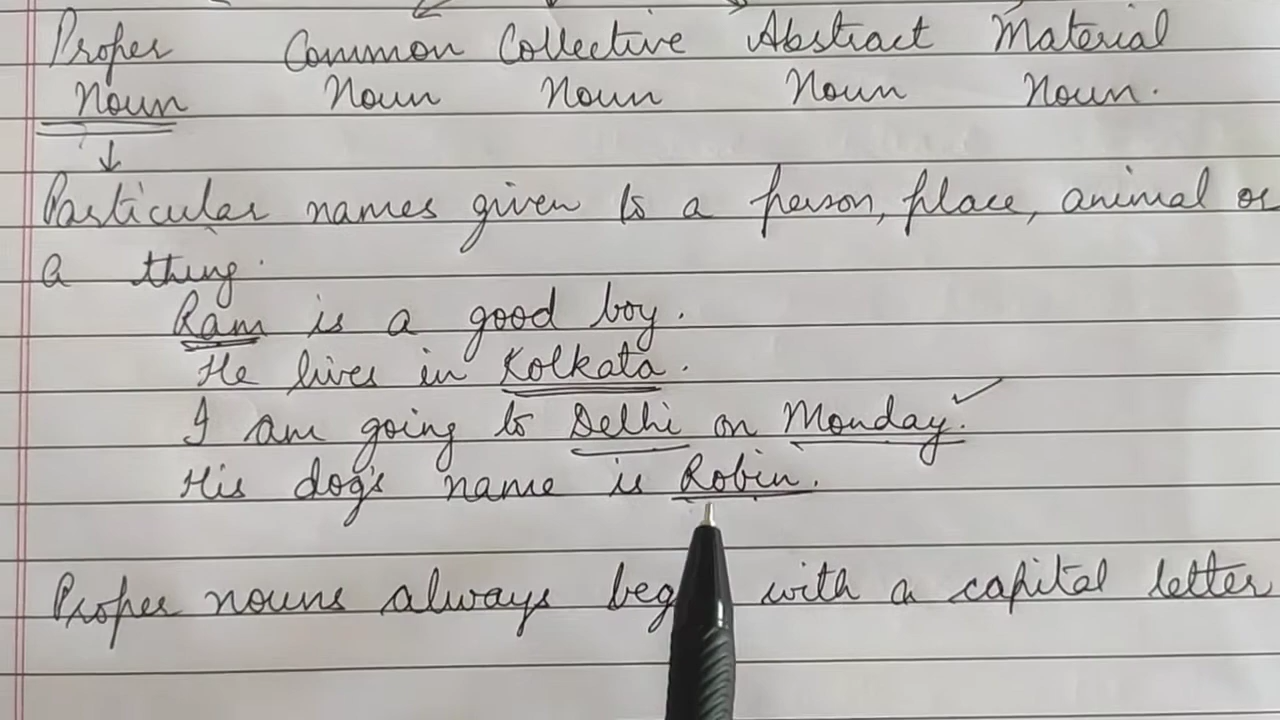 Proper Common Collective Abstract Material
Noun Noun Noun Noun Noun.
Particular names given to a person, place, animal or
a thing.
Ram is a good boy.
He lives in Kolkata.
I am going to Delhi on Monday.
His dog's name is Robin.
Proper nouns always beg with a capital letter